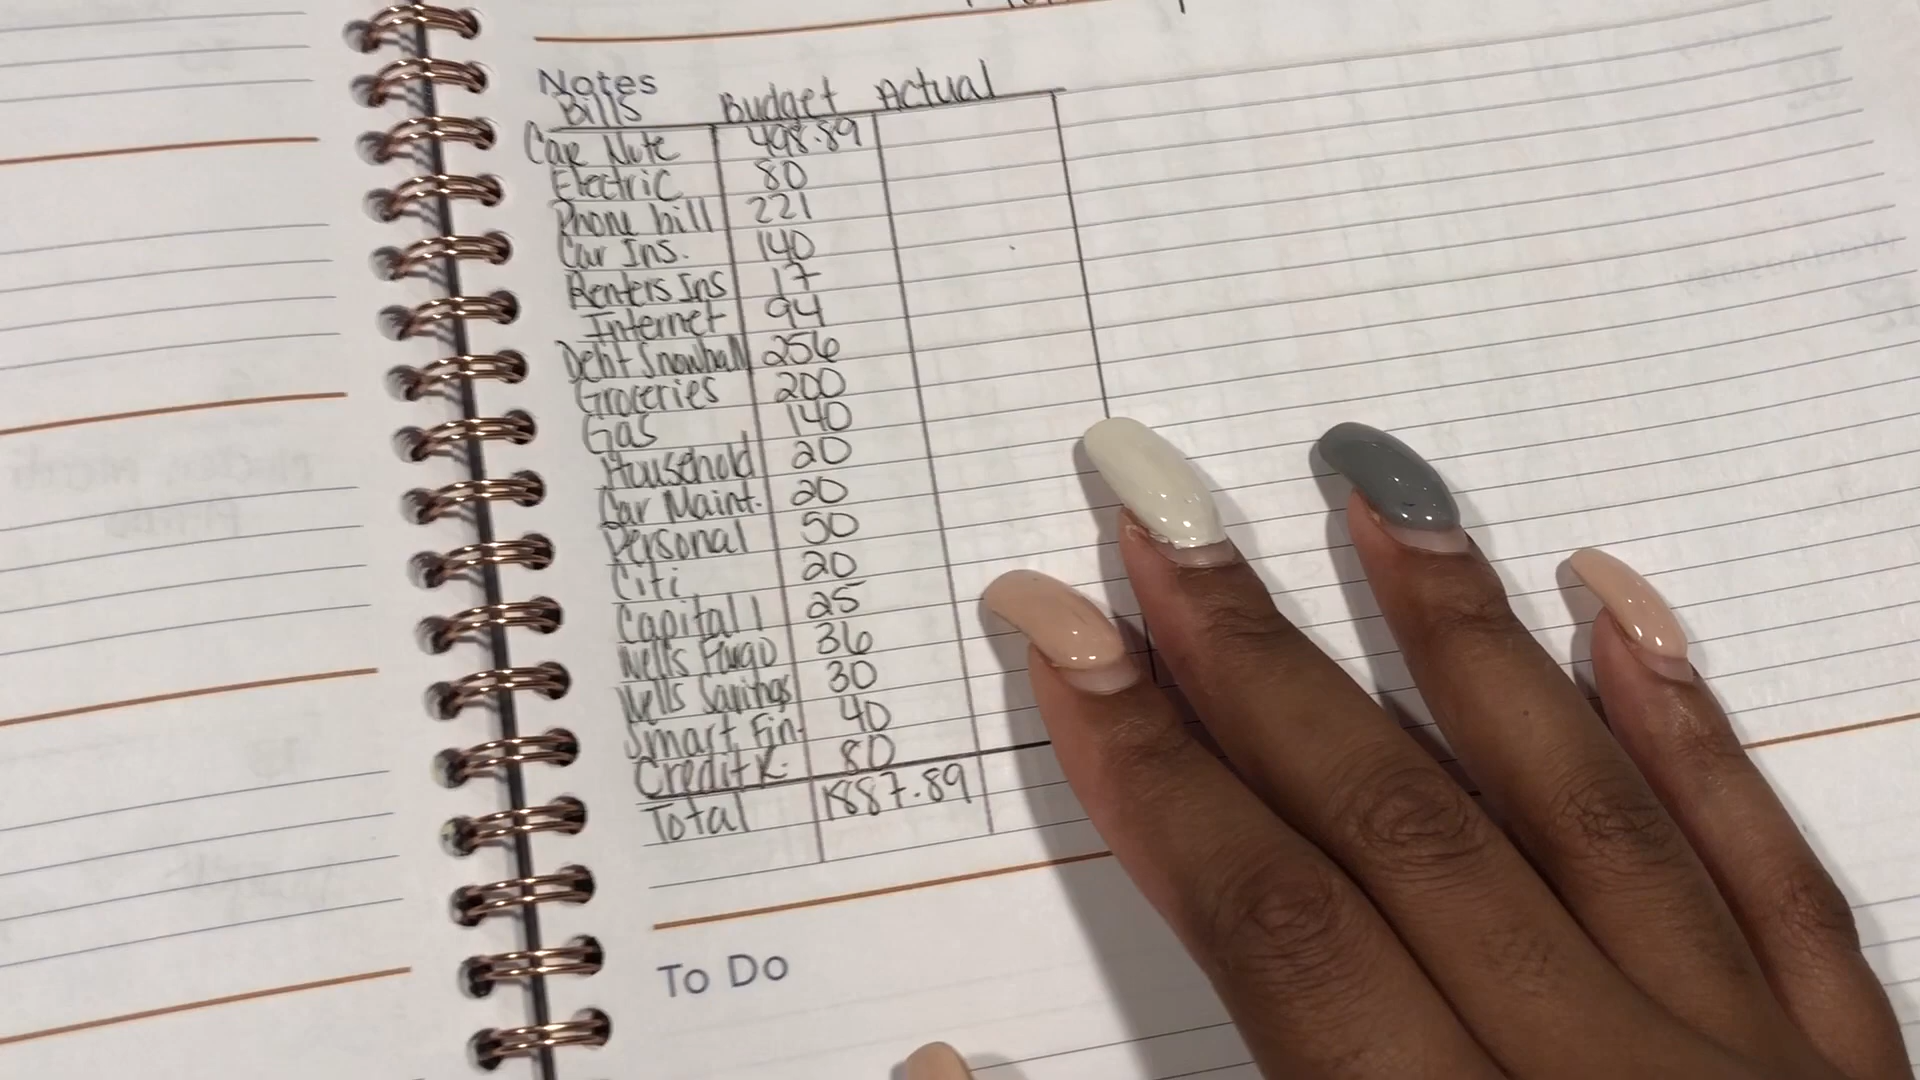 Notes
Bills Budget Actual
Car Note 498.89
Electric 80
Phone bill 221
Car Ins. 140
Renters Ins 17
Internet 94
Debt Snowball 256
Groceries 200
Gas 140
Household 20
Car Maint. 20
Personal 50
Citi 20
Capital 1 25
Wells Fargo 36
Wells Savings 30
Smart Fin. 40
Credit K. 80
Total 1887.89
To Do